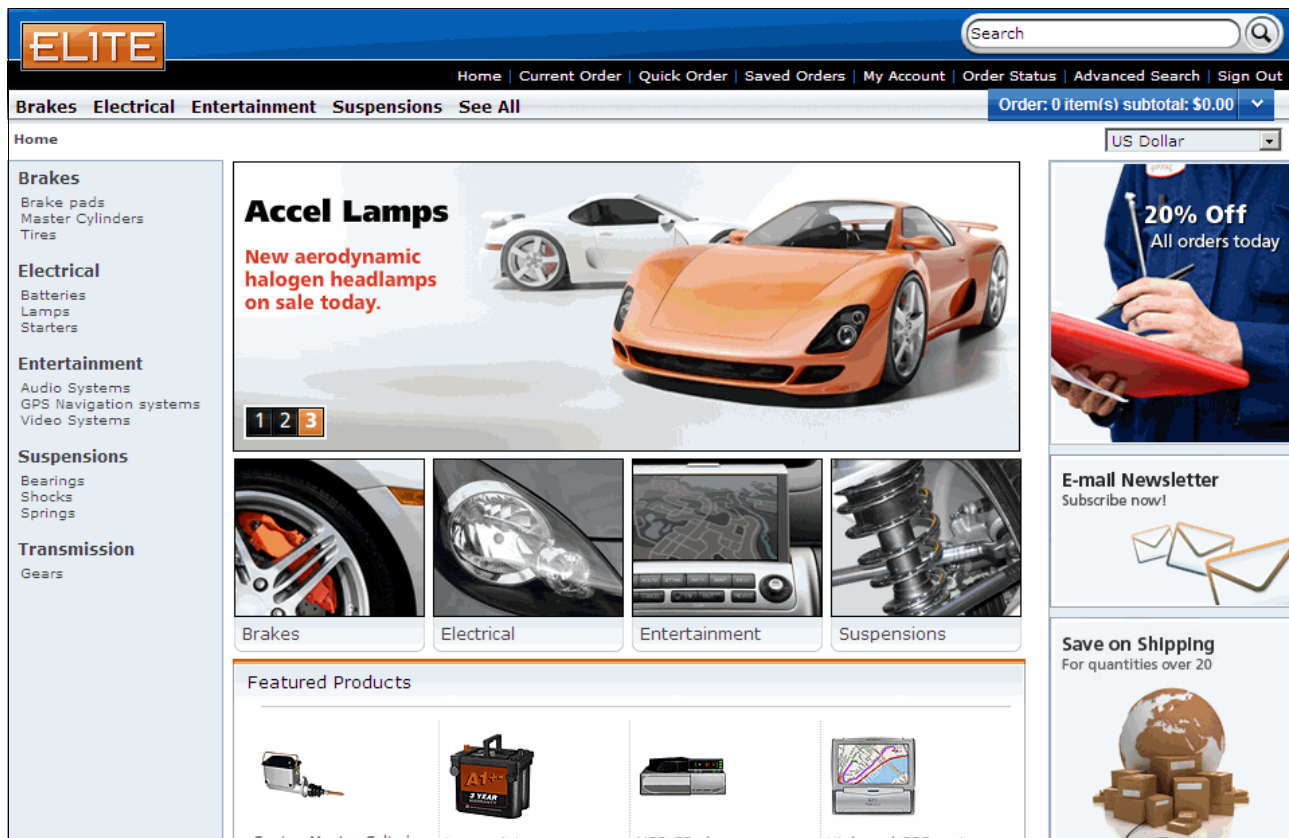 ELITE
Search
Home | Current Order | Quick Order | Saved Orders | My Account | Order Status | Advanced Search | Sign Out
Brakes Electrical Entertainment Suspensions See All
Order: 0 item(s) subtotal: $0.00
Home
US Dollar
Brakes
Brake pads
Master Cylinders
Tires
Electrical
Batteries
Lamps
Starters
Entertainment
Audio Systems
GPS Navigation systems
Video Systems
Suspensions
Bearings
Shocks
Springs
Transmission
Gears
Accel Lamps
New aerodynamic
halogen headlamps
on sale today.
1 2 3
Brakes
Electrical
Entertainment
Suspensions
Featured Products
A1++
3 YEAR
WARRANTY
20% Off
All orders today
E-mail Newsletter
Subscribe now!
Save on Shipping
For quantities over 20